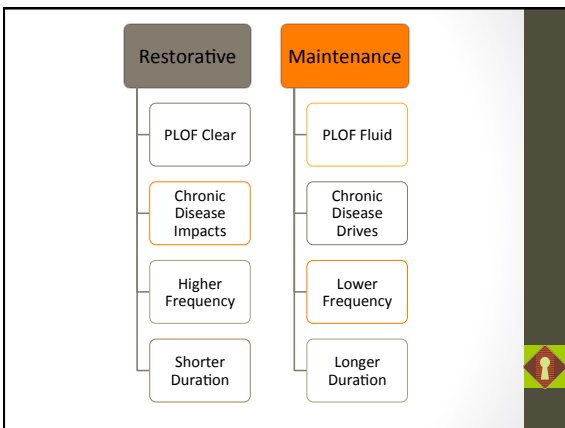 Restorative
PLOF Clear
Chronic
Disease
Impacts
Higher
Frequency
Shorter
Duration
Maintenance
PLOF Fluid
Chronic
Disease
Drives
Lower
Frequency
Longer
Duration